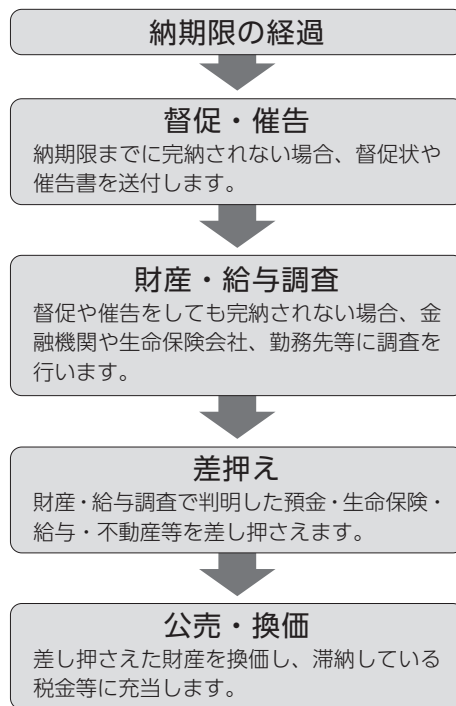 納期限の経過
督促・催告
納期限までに完納されない場合、督促状や
催告書を送付します。
財産・給与調査
督促や催告をしても完納されない場合、金
融機関や生命保険会社、勤務先等に調査を
行います。
差押え
財産・給与調査で判明した預金・生命保険・
給与・不動産等を差し押さえます。
公売・換価
差し押さえた財産を換価し、滞納している
税金等に充当します。